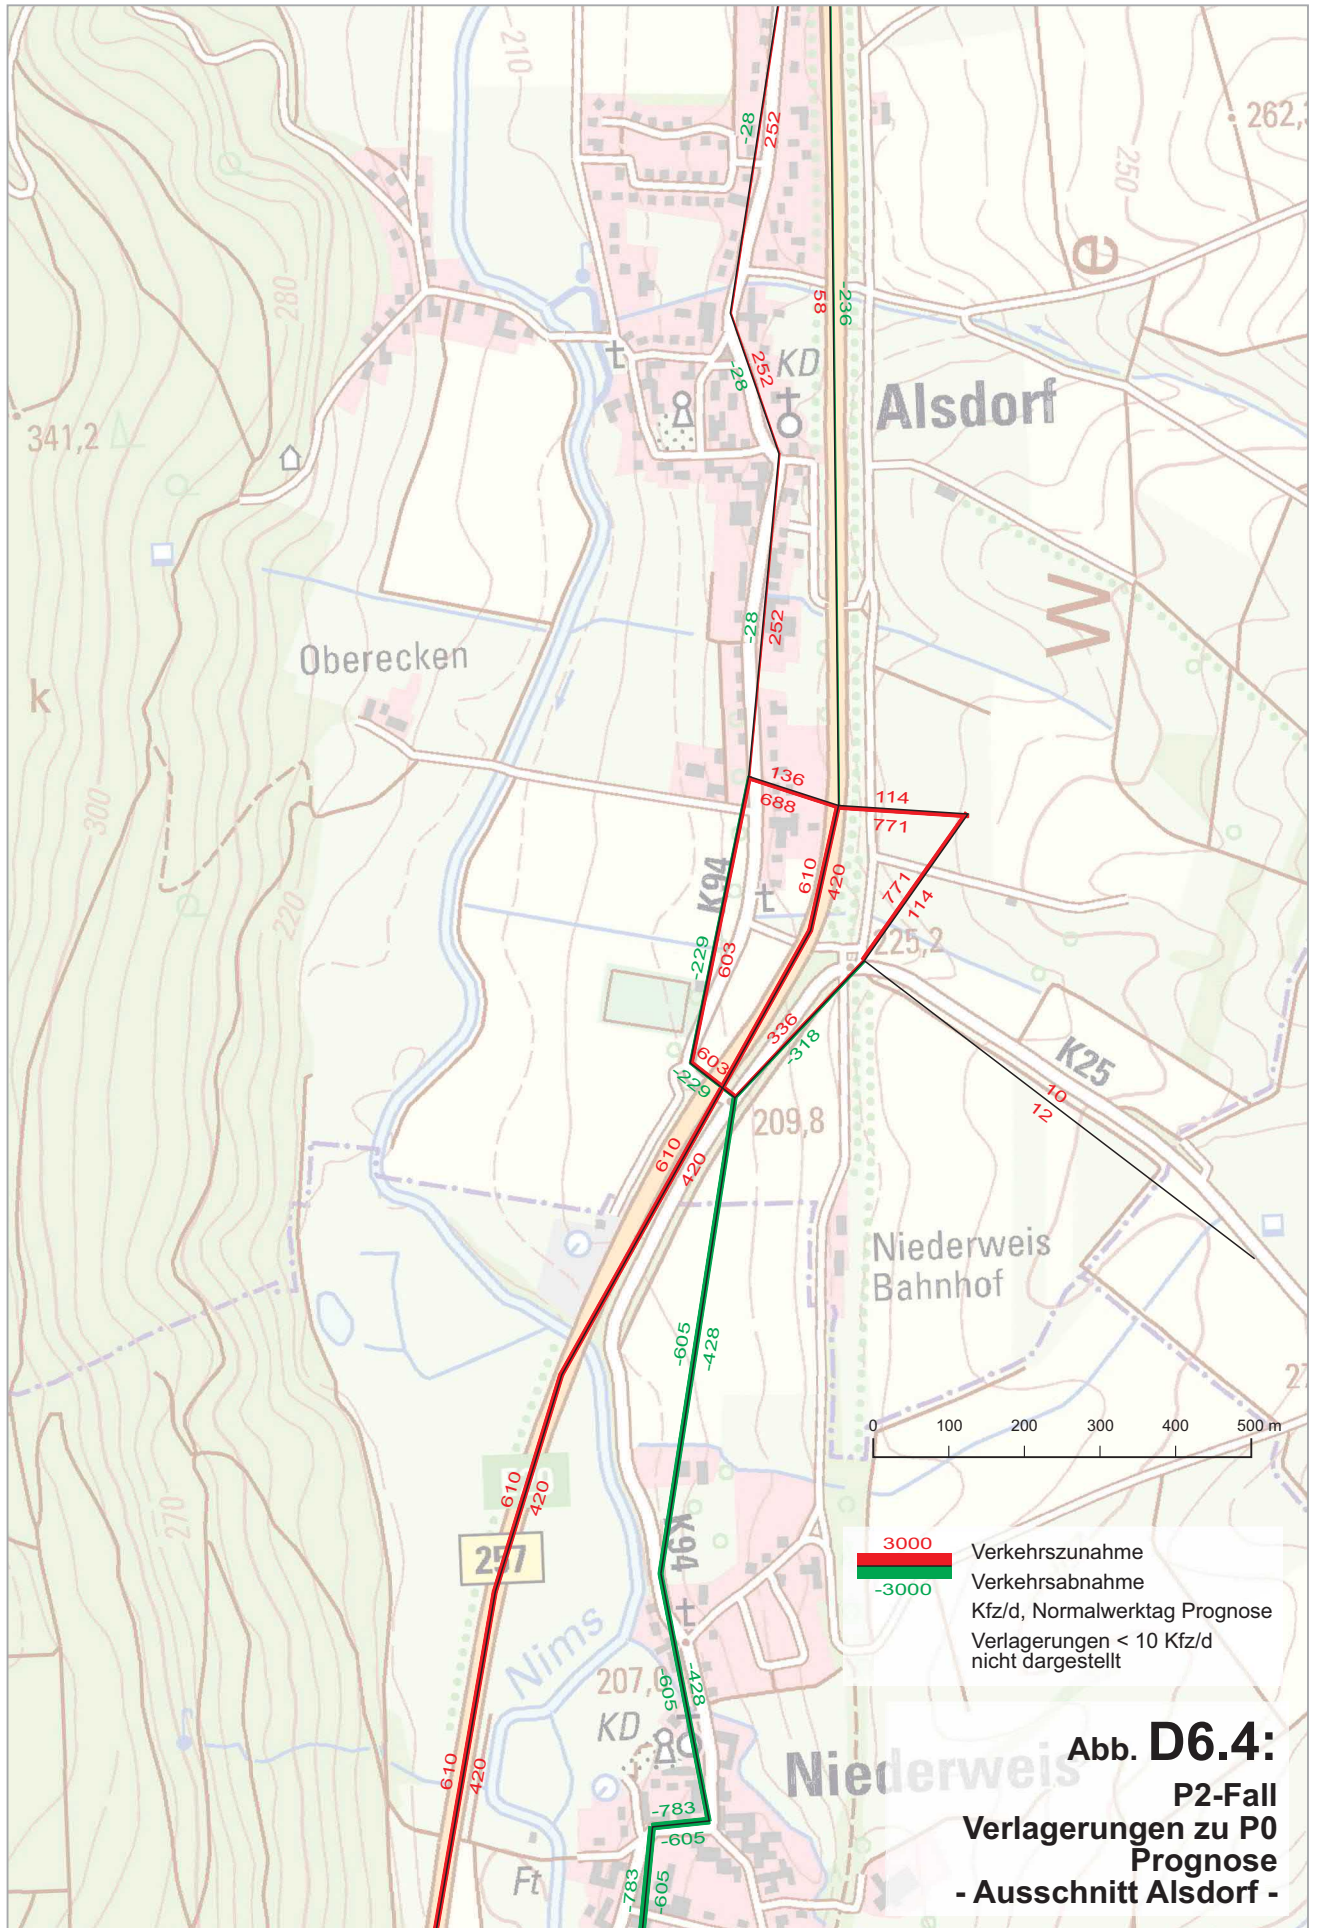 210
-28
252
262,
250
e
280
58
-236
KD
-28
252
Alsdorf
341,2
-28
252
W
Oberecken
k
300
136
688
114
771
610
420
K94
771
114
220
225,2
-229
603
336
-318
603
-229
K25
10
12
209,8
610
420
Niederweis
Bahnhof
-605
-428
27
0 100 200 300 400 500 m
610
420
270
K94
257
3000
-3000
Verkehrszunahme
Verkehrsabnahme
Kfz/d, Normalwerktag Prognose
Verlagerungen < 10 Kfz/d
nicht dargestellt
Nims
207,
-605
-428
KD
610
420
Niederweis
-783
-605
Ft
-783
-605
Abb. D6.4:
P2-Fall
Verlagerungen zu P0
Prognose
- Ausschnitt Alsdorf -